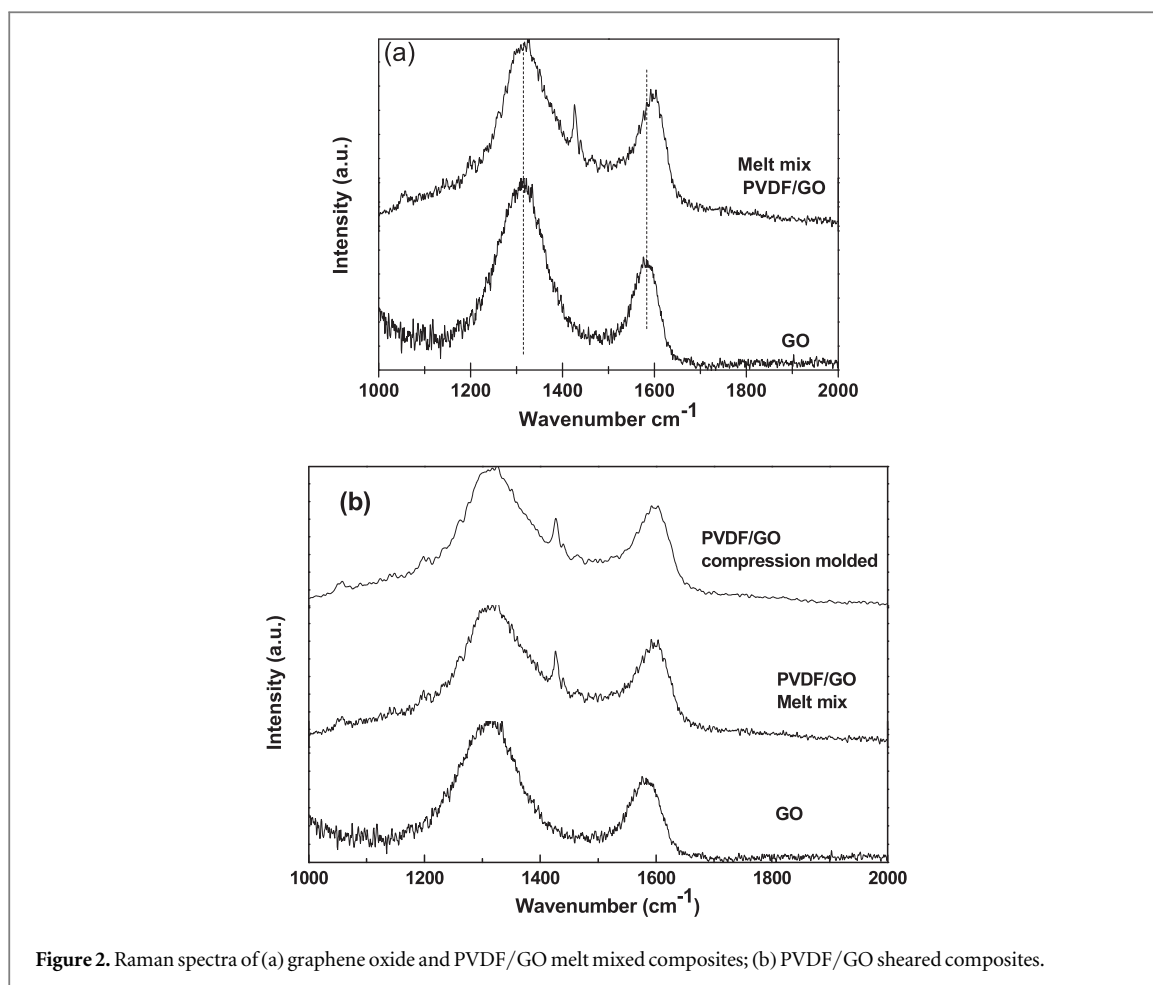 (a)
Intensity (a.u.)
Melt mix
PVDF/GO
GO
1000 1200 1400 1600 1800 2000
Wavenumber cm-1
(b)
Intensity (a.u.)
PVDF/GO
compression molded
PVDF/GO
Melt mix
GO
1000 1200 1400 1600 1800 2000
Wavenumber (cm-1)
Figure 2. Raman spectra of (a) graphene oxide and PVDF/GO melt mixed composites; (b) PVDF/GO sheared composites.